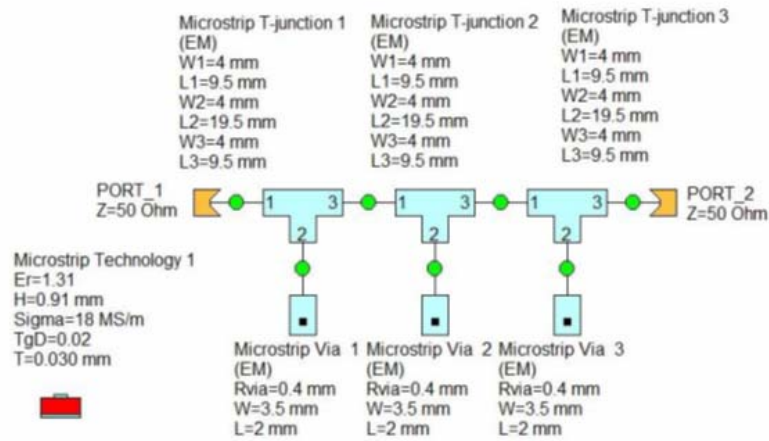 Microstrip T-junction 1
(EM)
W1=4 mm
L1=9.5 mm
W2=4 mm
L2=19.5 mm
W3=4 mm
L3=9.5 mm
Microstrip T-junction 2
(EM)
W1=4 mm
L1=9.5 mm
W2=4 mm
L2=19.5 mm
W3=4 mm
L3=9.5 mm
Microstrip T-junction 3
(EM)
W1=4 mm
L1=9.5 mm
W2=4 mm
L2=19.5 mm
W3=4 mm
L3=9.5 mm
PORT_1
Z=50 Ohm
1 3
2
1 3
2
1 3
2
PORT_2
Z=50 Ohm
Microstrip Technology 1
Er=1.31
H=0.91 mm
Sigma=18 MS/m
TgD=0.02
T=0.030 mm
Microstrip Via 1
(EM)
Rvia=0.4 mm
W=3.5 mm
L=2 mm
Microstrip Via 2
(EM)
Rvia=0.4 mm
W=3.5 mm
L=2 mm
Microstrip Via 3
(EM)
Rvia=0.4 mm
W=3.5 mm
L=2 mm